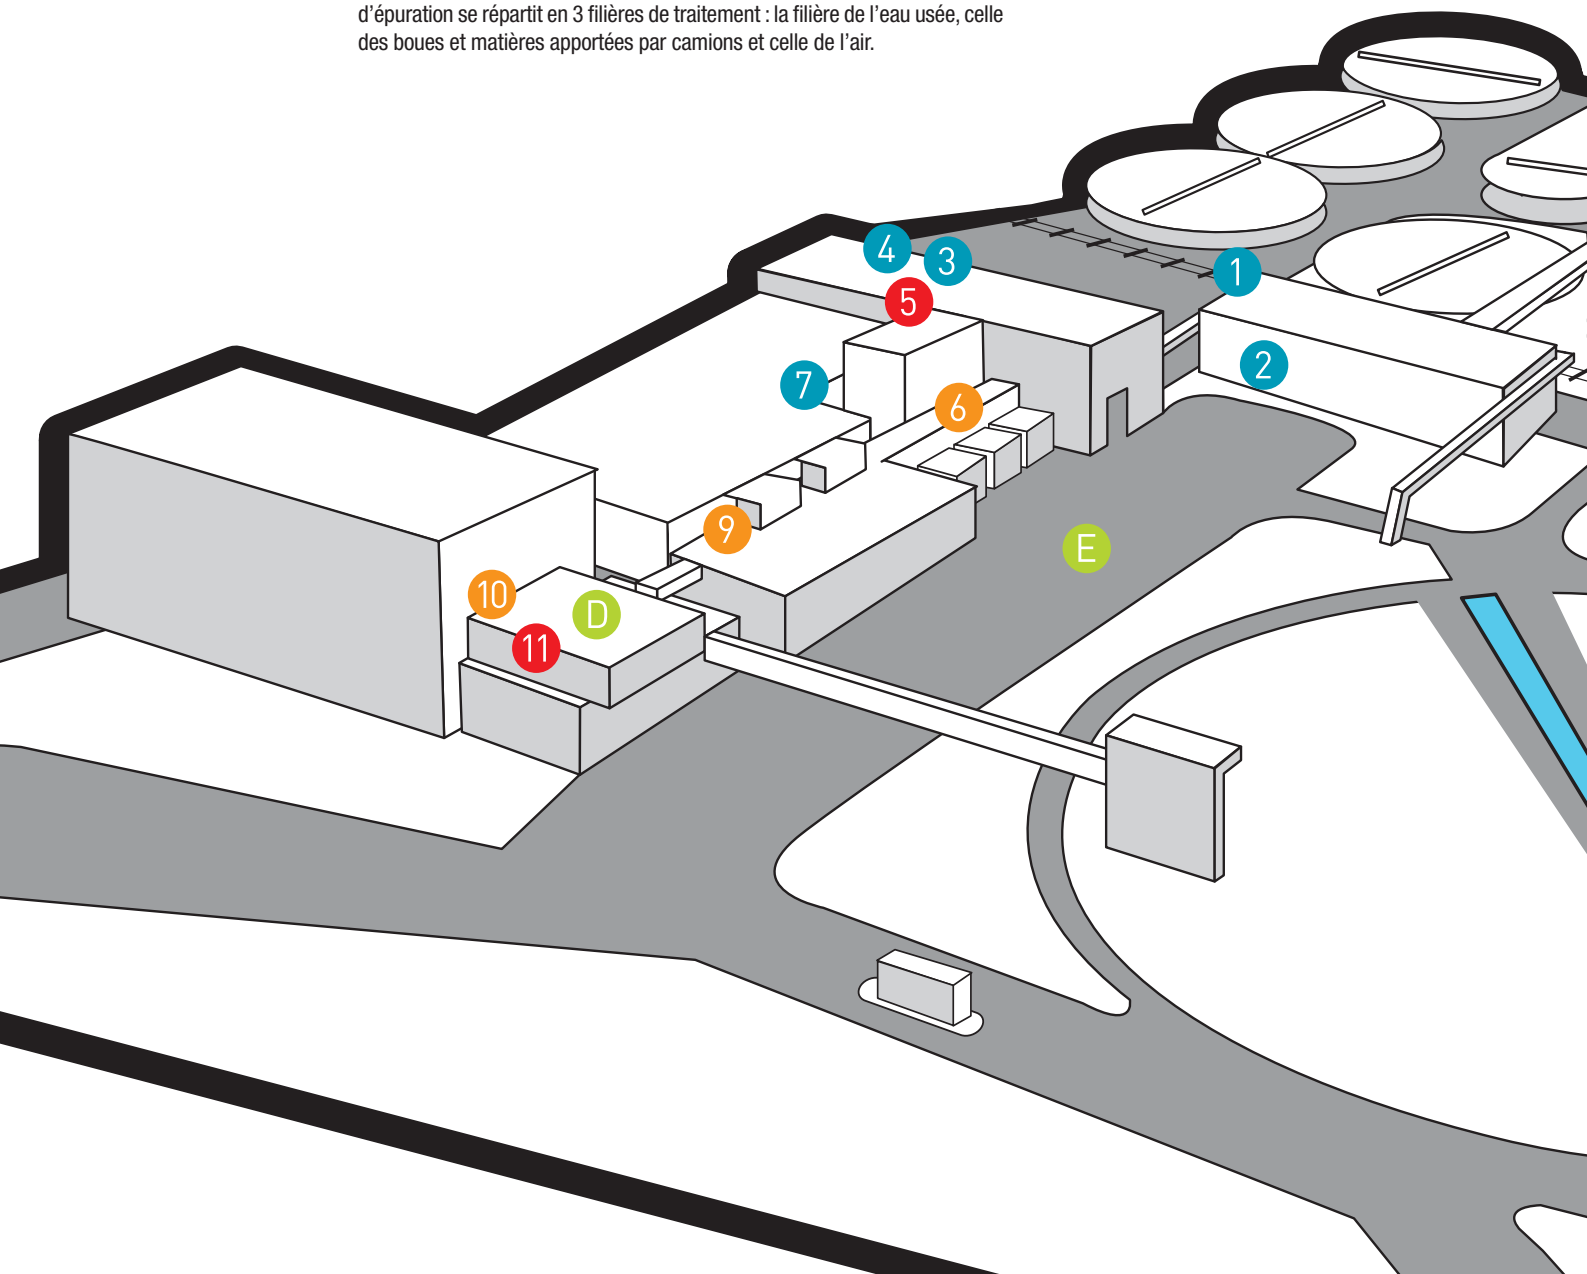 d’épuration se répartit en 3 filières de traitement : la filière de l’eau usée, celle
des boues et matières apportées par camions et celle de l’air.
4
3
1
5
2
7
6
9
E
10
D
11